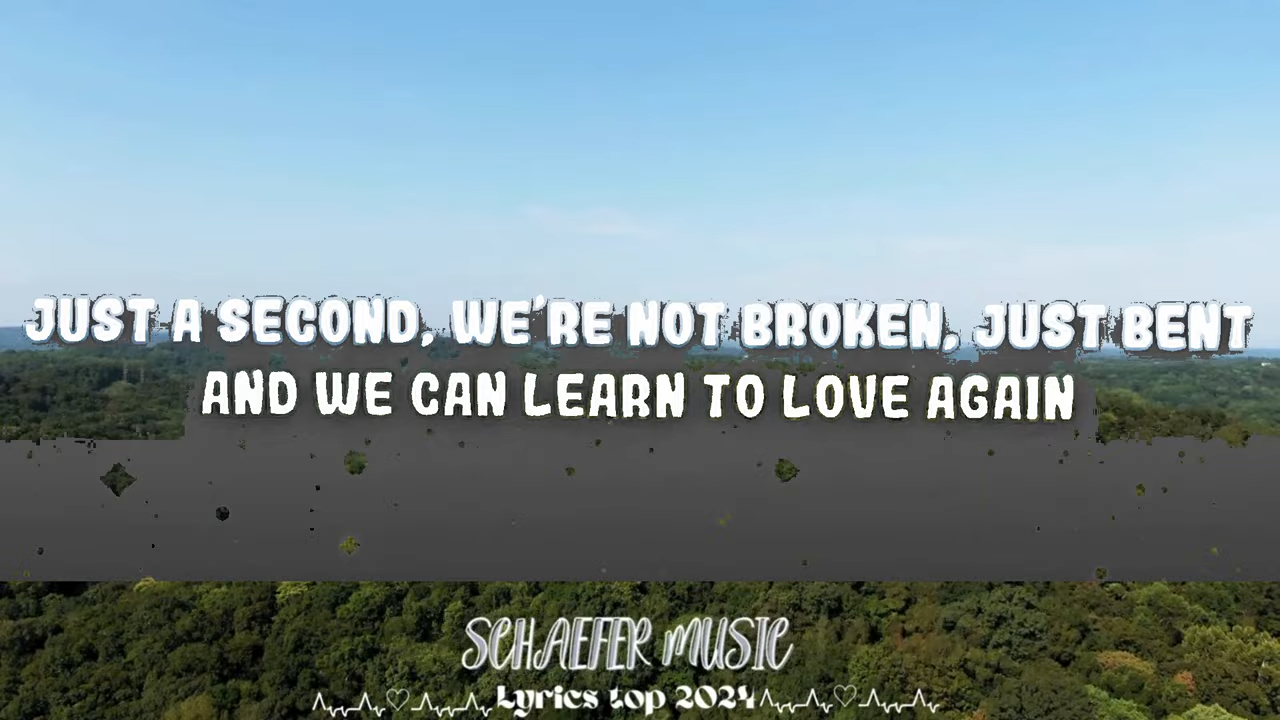 JUST A SECOND, WE'RE NOT BROKEN, JUST BENT
AND WE CAN LEARN TO LOVE AGAIN
SCHAEFER MUSIC
Lyrics top 2024